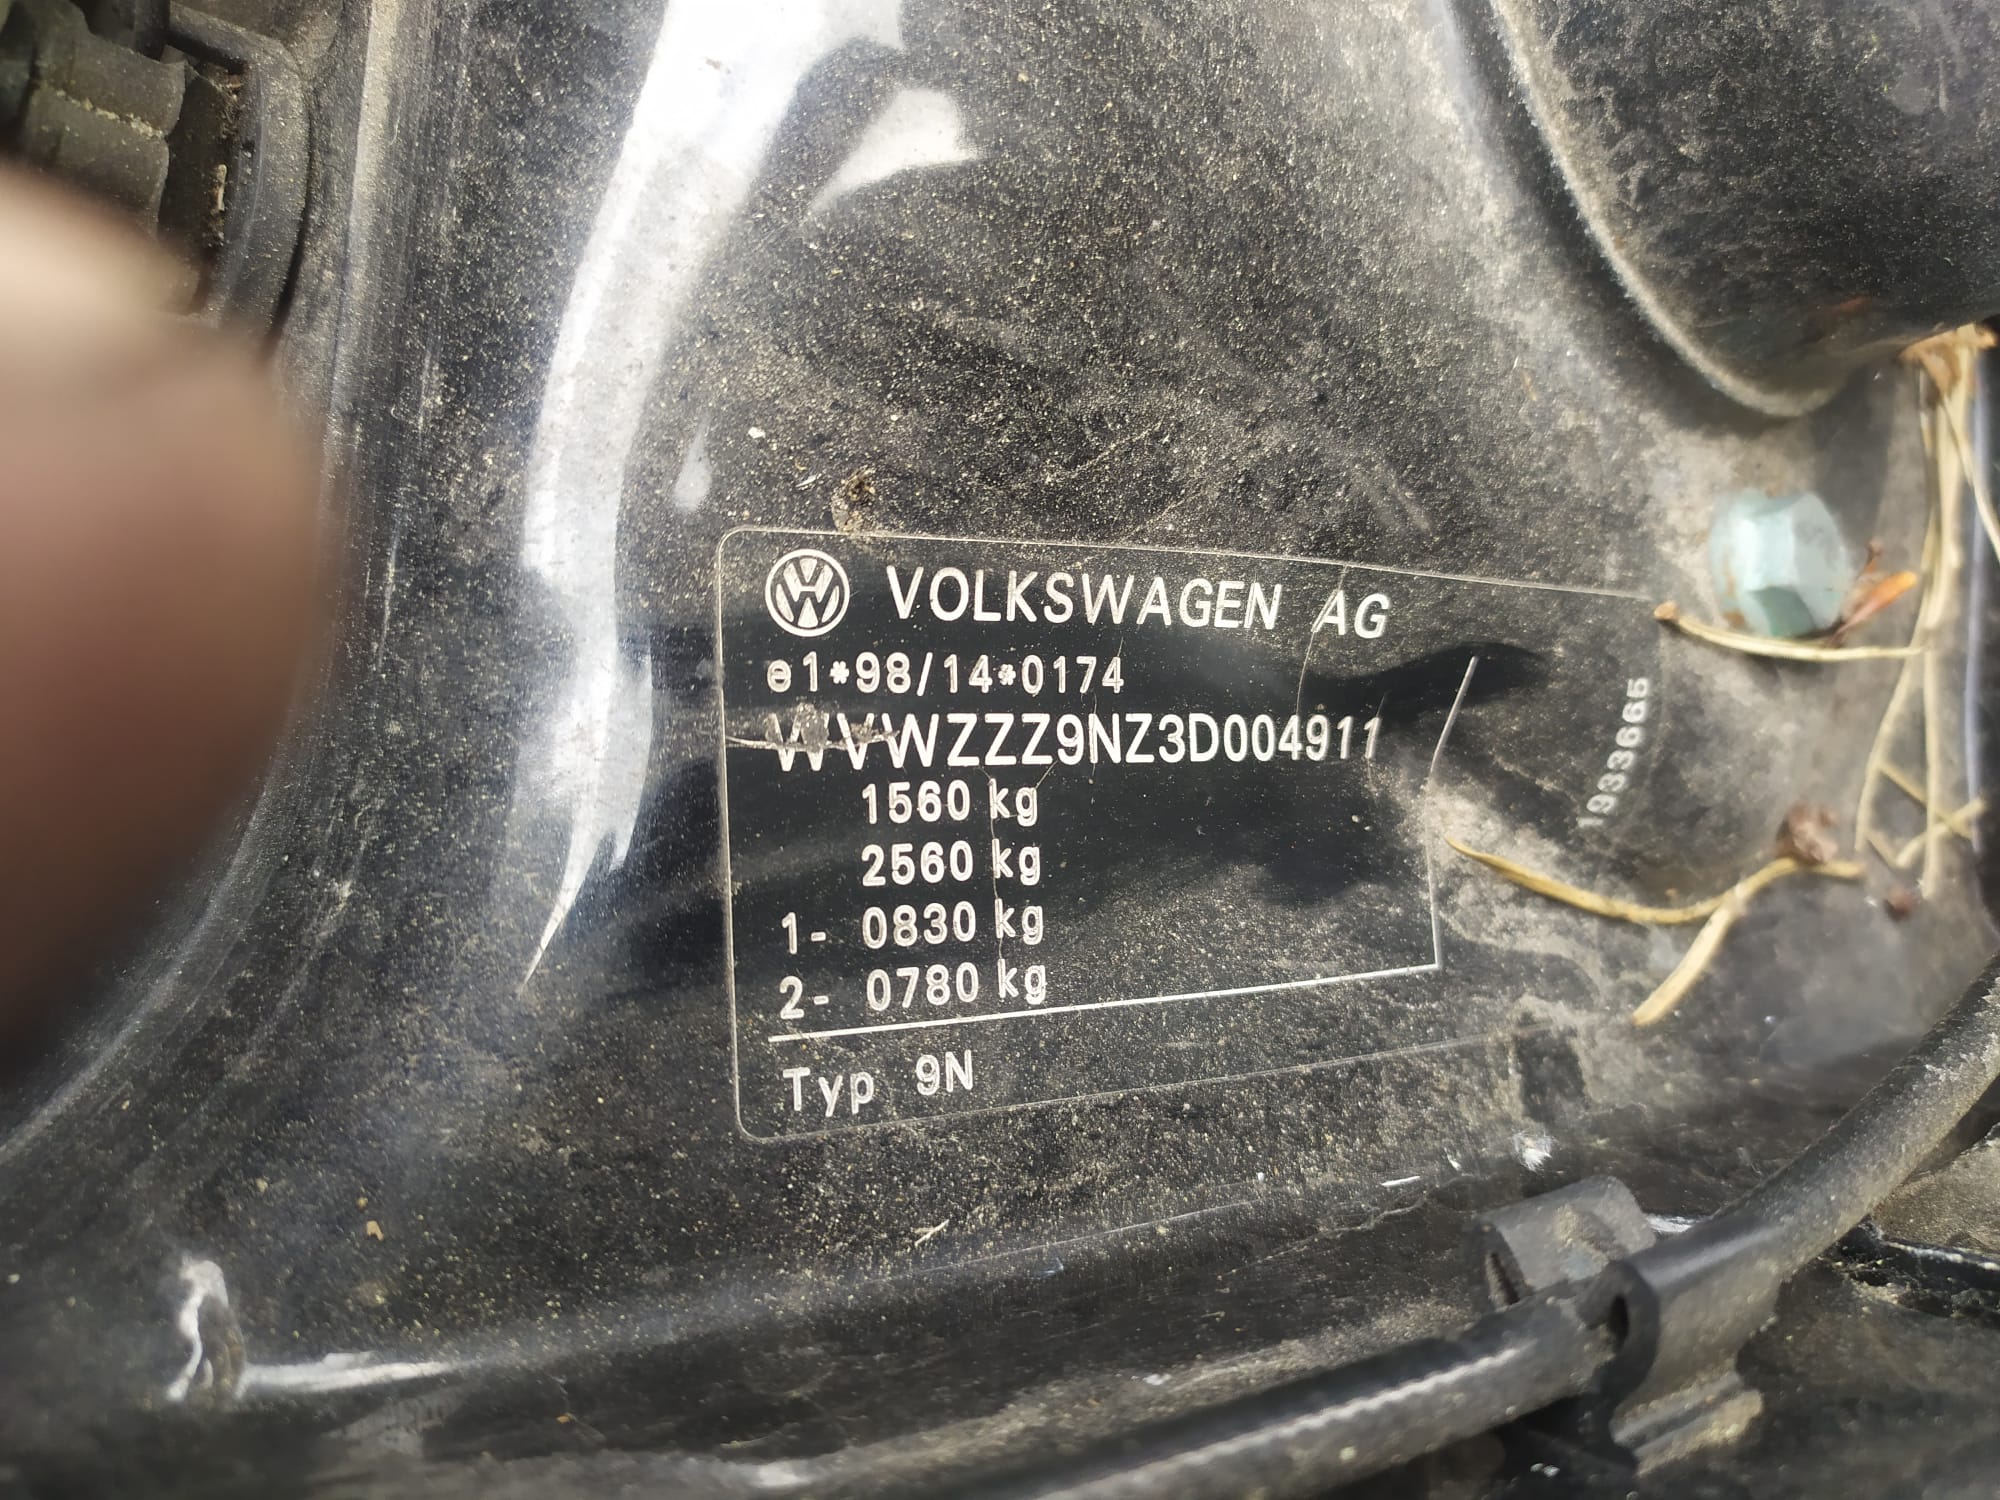 VOLKSWAGEN AG
e1*98/14*0174
WVWZZZ9NZ3D004911
1560 kg
2560 kg
1- 0830 kg
2- 0780 kg
Typ 9N
1933665